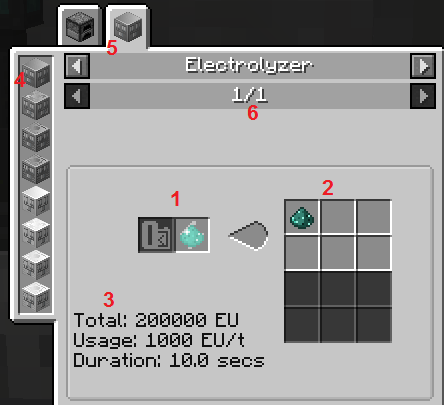 5
Electrolyzer
4
1/1
6
1
2
3
Total: 200000 EU
Usage: 1000 EU/t
Duration: 10.0 secs